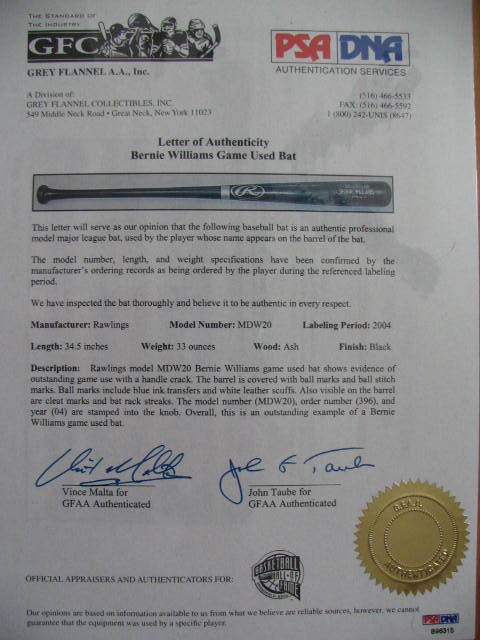 THE STANDARD OF
THE INDUSTRY
GFC
GREY FLANNEL A.A., Inc.
PSA DNA
AUTHENTICATION SERVICES
A Division of:
GREY FLANNEL COLLECTIBLES, INC.
549 Middle Neck Road • Great Neck, New York 11023
(516) 466-5533
FAX: (516) 466-5592
1 (800) 242-UNIS (8647)
Letter of Authenticity
Bernie Williams Game Used Bat
R
This letter will serve as our opinion that the following baseball bat is an authentic professional
model major league bat, used by the player whose name appears on the barrel of the bat.
The model number, length, and weight specifications have been confirmed by the
manufacturer's ordering records as being ordered by the player during the referenced labeling
period.
We have inspected the bat thoroughly and believe it to be authentic in every respect.
Manufacturer: Rawlings Model Number: MDW20 Labeling Period: 2004
Length: 34.5 inches Weight: 33 ounces Wood: Ash Finish: Black
Description: Rawlings model MDW20 Bernie Williams game used bat shows evidence of
outstanding game use with a handle crack. The barrel is covered with ball marks and ball stitch
marks. Ball marks include blue ink transfers and white leather scuffs. Also visible on the barrel
are cleat marks and bat rack streaks. The model number (MDW20), order number (396), and
year (04) are stamped into the knob. Overall, this is an outstanding example of a Bernie
Williams game used bat.
Vince Malta
John F Taube
Vince Malta for
GFAA Authenticated
John Taube for
GFAA Authenticated
G.F.A.A.
AUTHENTICATED
OFFICIAL APPRAISERS AND AUTHENTICATORS FOR:
BASKETBALL
HALL OF
FAME
Our opinions are based on information available to us from what we believe are reliable sources, however, we cannot
guarantee that the equipment was used by a specific player.
PSA DNA
B96315